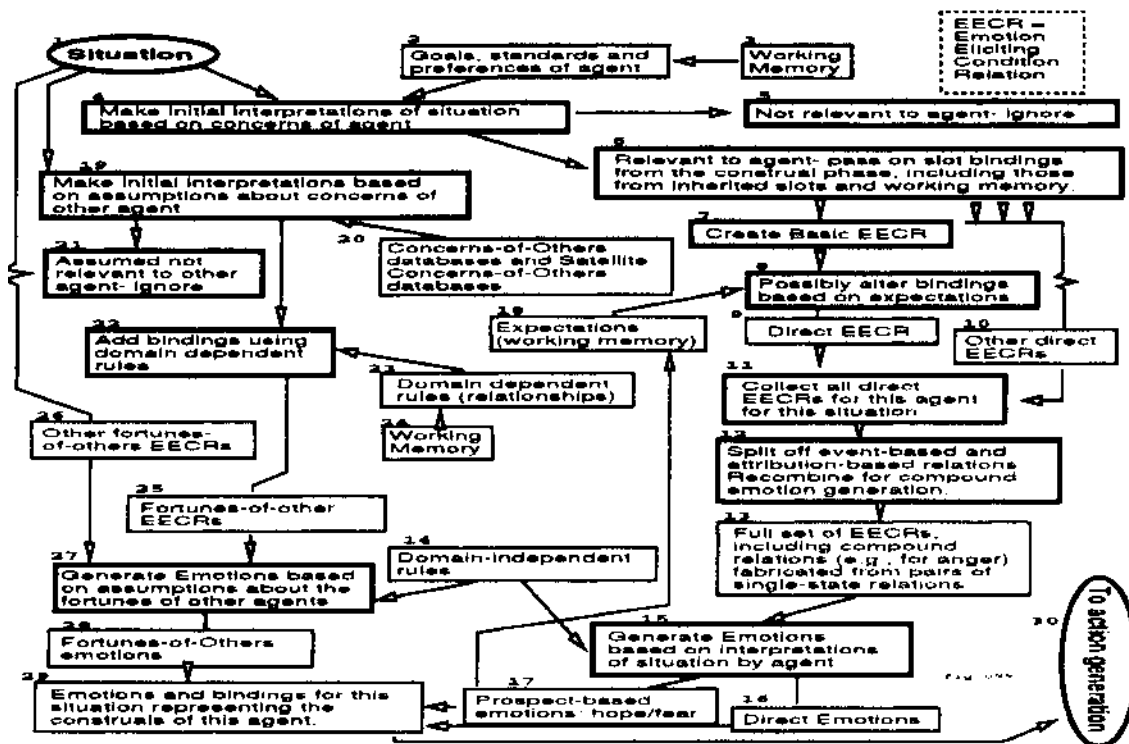 1
Situation
2
Goals, standards and
preferences of agent
3
Working
Memory
EECR =
Emotion
Eliciting
Condition
Relation
4
Make Initial Interpretations of situation
based on concerns of agent
5
Not relevant to agent- Ignore
6
Relevant to agent- pass on slot bindings
from the construal phase, including those
from inherited slots and working memory.
19
Make Initial Interpretations based
on assumptions about concerns of
other agent
7
Create Basic EECR
21
Assumed not
relevant to other
agent- Ignore
20
Concerns-of-Others
databases and Satellite
Concerns-of-Others
databases
8
Possibly alter bindings
based on expectations
18
Expectations
(working memory)
9
Direct EECR
10
Other direct
EECRs
22
Add bindings using
domain dependent
rules
23
Domain dependent
rules (relationships)
24
Working
Memory
11
Collect all direct
EECRs for this agent
for this situation
26
Other fortunes-
of-others EECRs
12
Split off event-based and
attribution-based relations
Recombine for compound
emotion generation.
25
Fortunes-of-other
EECRs
13
Full set of EECRs,
including compound
relations (e.g., for anger)
fabricated from pairs of
single-state relations
14
Domain-independent
rules
27
Generate Emotions based
on assumptions about the
fortunes of other agents
28
Fortunes-of-Others
emotions
15
Generate Emotions
based on interpretations
of situation by agent
29
Emotions and bindings for this
situation representing the
construals of this agent.
17
Prospect-based
emotions: hope/fear
16
Direct Emotions
30
To action generation